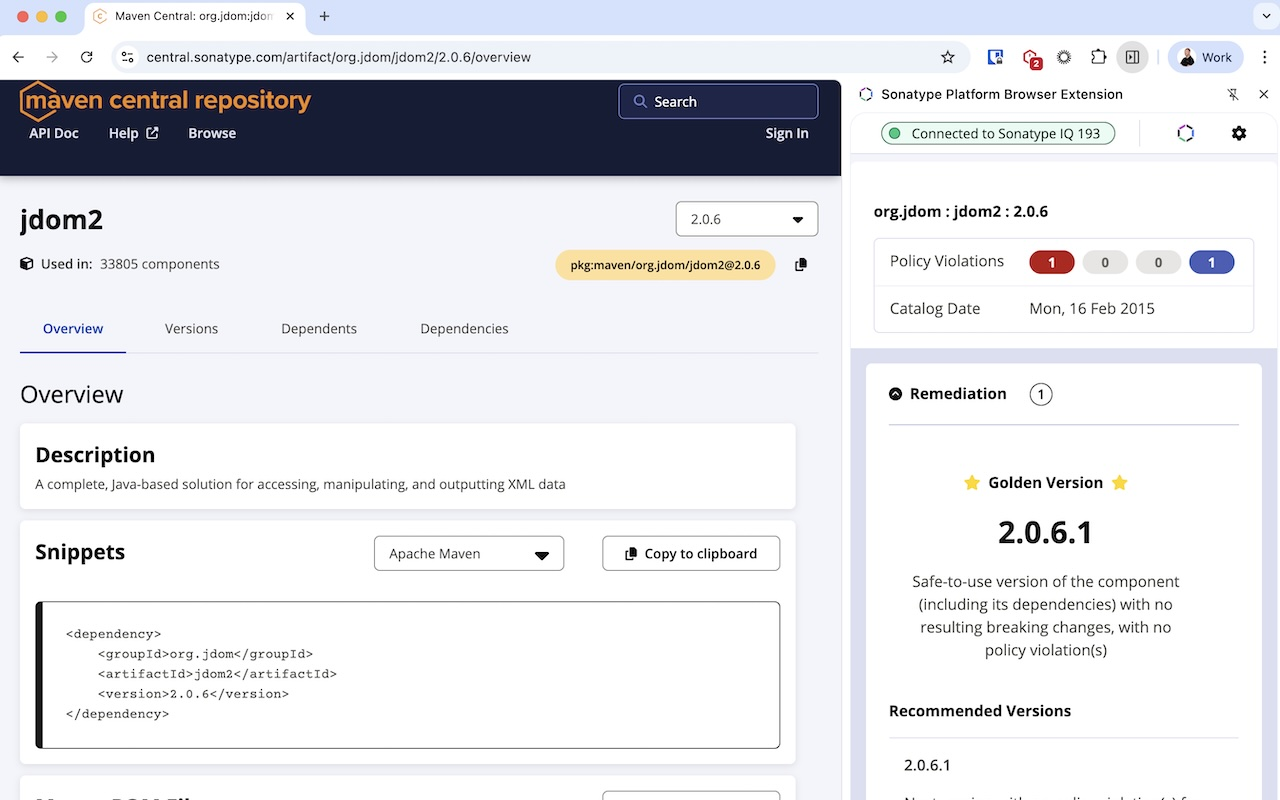 Maven Central: org.jdom:jdom
central.sonatype.com/artifact/org.jdom/jdom2/2.0.6/overview
2
Work
maven central repository
Search
API Doc
Help
Browse
Sign In
jdom2
2.0.6
Used in: 33805 components
pkg:maven/org.jdom/jdom2@2.0.6
Overview
Versions
Dependents
Dependencies
Overview
Description
A complete, Java-based solution for accessing, manipulating, and outputting XML data
Snippets
Apache Maven
Copy to clipboard
<dependency>
<groupId>org.jdom</groupId>
<artifactId>jdom2</artifactId>
<version>2.0.6</version>
</dependency>
Sonatype Platform Browser Extension
Connected to Sonatype IQ 193
org.jdom : jdom2 : 2.0.6
Policy Violations 1 0 0 1
Catalog Date Mon, 16 Feb 2015
Remediation 1
Golden Version
2.0.6.1
Safe-to-use version of the component
(including its dependencies) with no
resulting breaking changes, with no
policy violation(s)
Recommended Versions
2.0.6.1